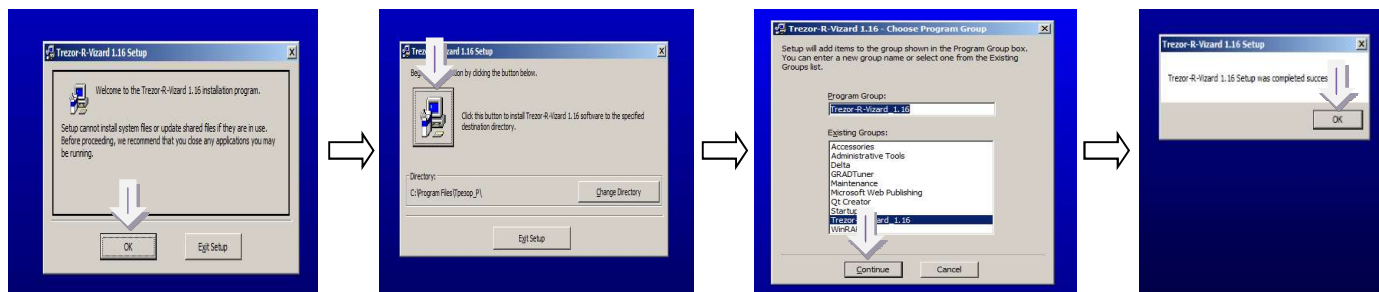 Trezor-R-Vizard 1.16 Setup
Welcome to the Trezor-R-Vizard 1.16 installation program.
Setup cannot install system files or update shared files if they are in use.
Before proceeding, we recommend that you close any applications you may
be running.
OK
Exit Setup
1.16 Setup
by clicking the button below.
Click this button to install Trezor-R-Vizard 1.16 software to the specified
destination directory.
Directory:
C:\Program Files\Tpesop_P\
Change Directory
Exit Setup
Trezor-R-Vizard 1.16 - Choose Program Group
Setup will add items to the group shown in the Program Group box.
You can enter a new group name or select one from the Existing
Groups list.
Program Group:
Trezor-R-Vizard_1.16
Existing Groups:
Accessories
Administrative Tools
Delta
GRADTuner
Maintenance
Microsoft Web Publishing
Qt Creator
Startup
Trezor ard_1.16
Continue
Cancel
Trezor-R-Vizard 1.16 Setup
Trezor-R-Vizard 1.16 Setup was completed succes
OK